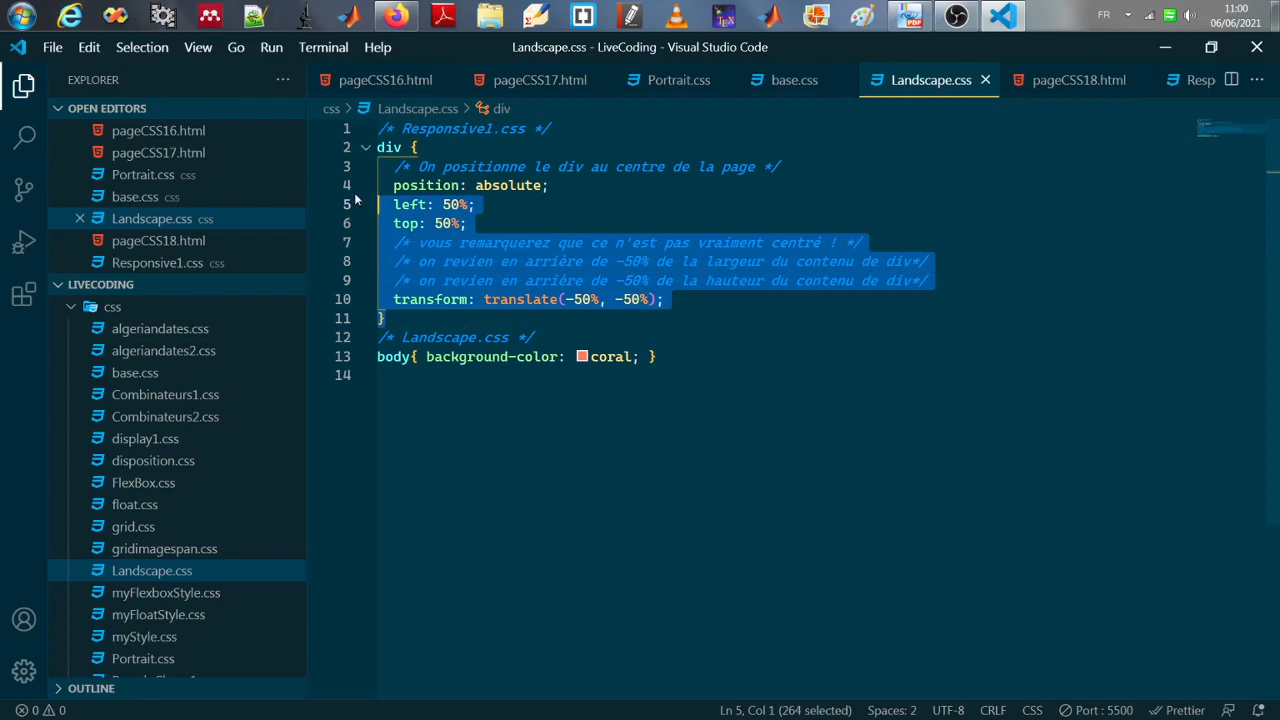 FR
11:00
06/06/2021
File Edit Selection View Go Run Terminal Help
Landscape.css - LiveCoding - Visual Studio Code
EXPLORER
OPEN EDITORS
pageCSS16.html
pageCSS17.html
Portrait.css css
base.css css
Landscape.css css
pageCSS18.html
Responsive1.css css
LIVECODING
css
algeriandates.css
algeriandates2.css
base.css
Combinateurs1.css
Combinateurs2.css
display1.css
disposition.css
FlexBox.css
float.css
grid.css
gridimagespan.css
Landscape.css
myFlexboxStyle.css
myFloatStyle.css
myStyle.css
Portrait.css
OUTLINE
pageCSS16.html pageCSS17.html Portrait.css base.css Landscape.css pageCSS18.html Resp
css > Landscape.css > div
1 /* Responsive1.css */
2 div {
3 /* On positionne le div au centre de la page */
4 position: absolute;
5 left: 50%;
6 top: 50%;
7 /* vous remarquerez que ce n'est pas vraiment centré ! */
8 /* on revien en arrière de -50% de la largeur du contenu de div*/
9 /* on revien en arrière de -50% de la hauteur du contenu de div*/
10 transform: translate(-50%, -50%);
11 }
12 /* Landscape.css */
13 body{ background-color: coral; }
14
0 0 Ln 5, Col 1 (264 selected) Spaces: 2 UTF-8 CRLF CSS Port : 5500 Prettier